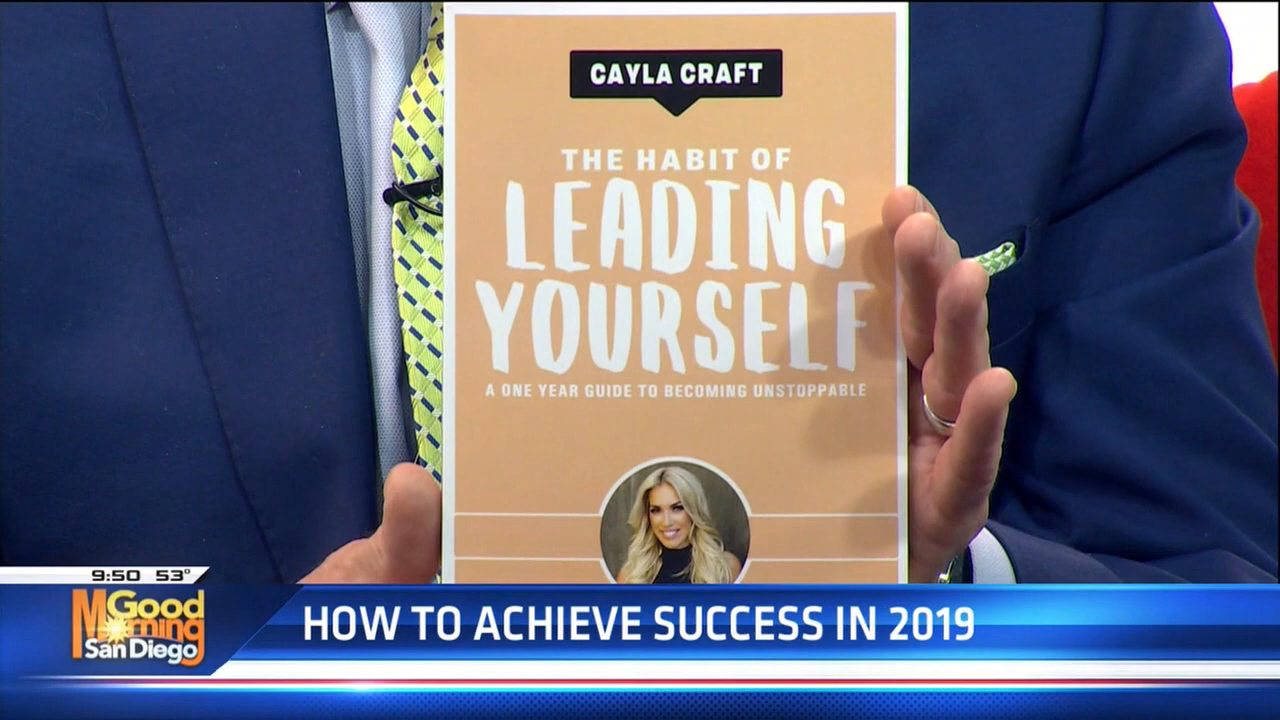 CAYLA CRAFT
THE HABIT OF
LEADING
YOURSELF
A ONE YEAR GUIDE TO BECOMING UNSTOPPABLE
9:50 53°
Good
Morning
San Diego
HOW TO ACHIEVE SUCCESS IN 2019